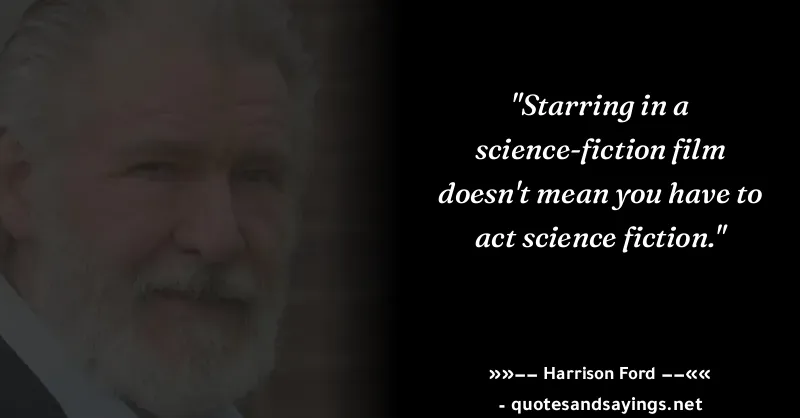 "Starring in a
science-fiction film
doesn't mean you have to
act science fiction."
»»−− Harrison Ford −−««
- quotesandsayings.net